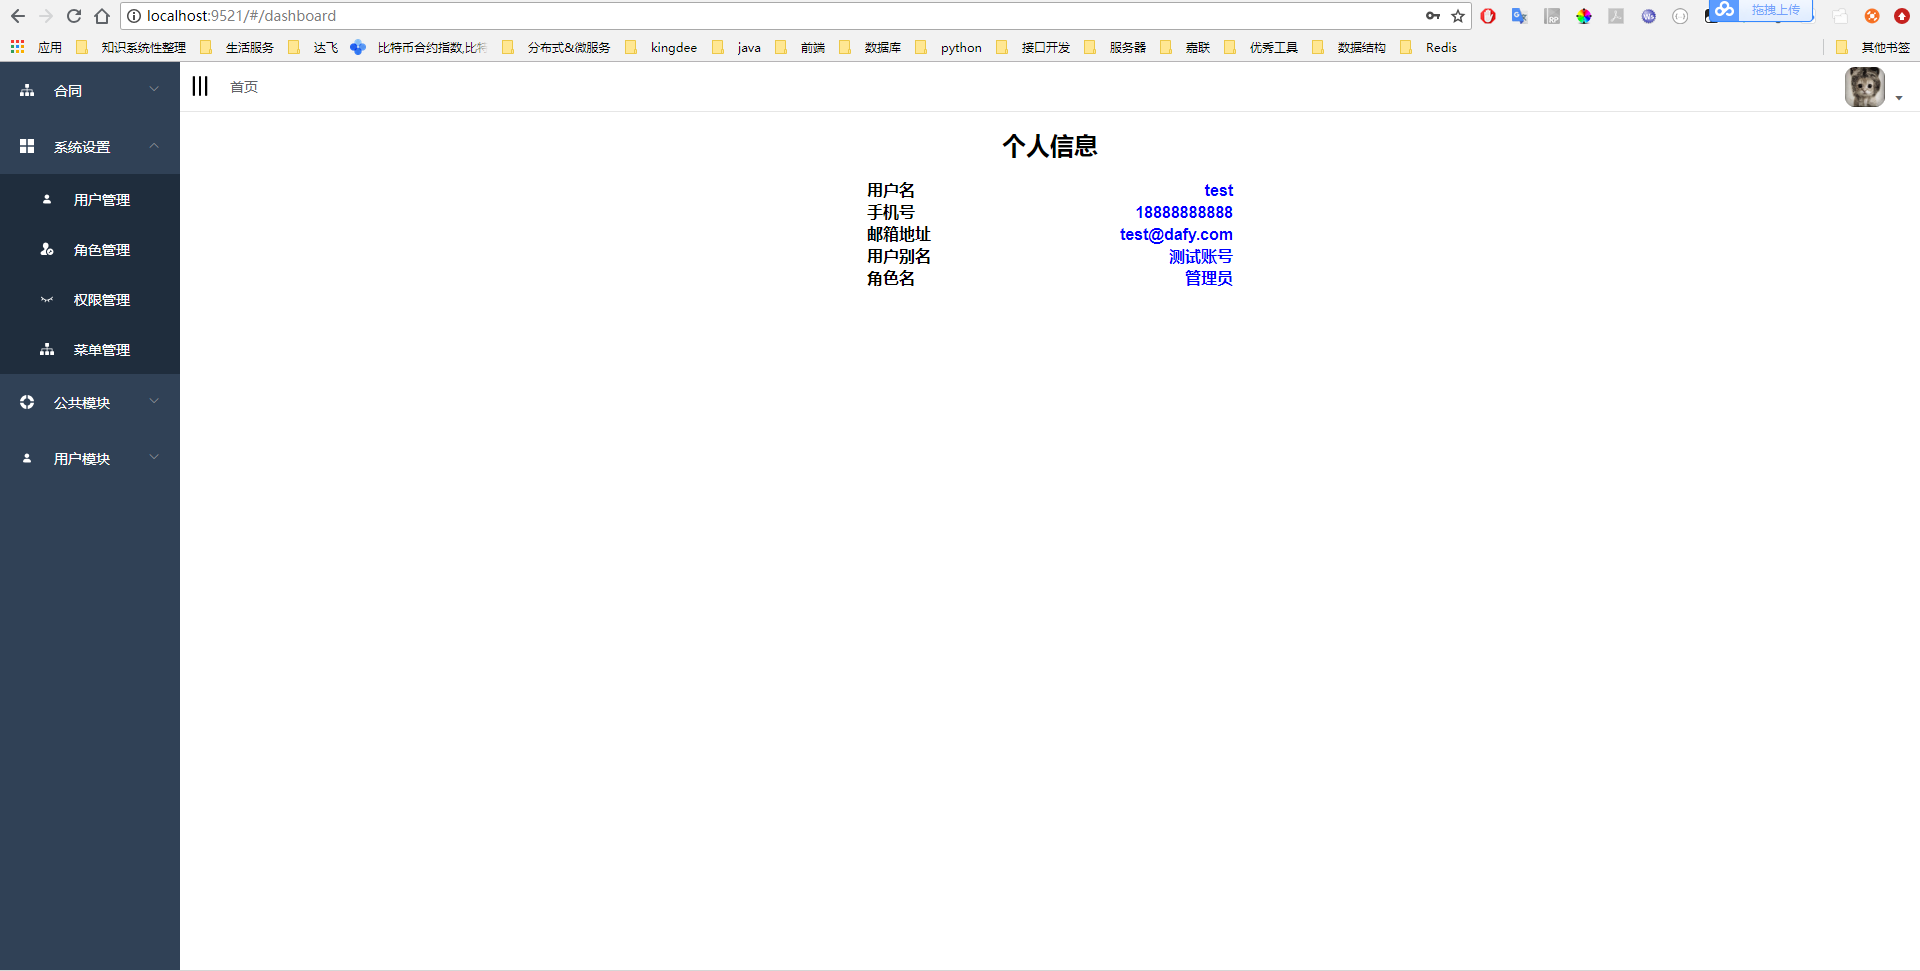 localhost:9521/#/dashboard
拖拽上传
应用 知识系统性整理 生活服务 达飞 比特币合约指数,比特 分布式&微服务 kingdee java 前端 数据库 python 接口开发 服务器 嘉联 优秀工具 数据结构 Redis 其他书签
合同
系统设置
用户管理
角色管理
权限管理
菜单管理
公共模块
用户模块
首页
个人信息
用户名 test
手机号 18888888888
邮箱地址 test@dafy.com
用户别名 测试账号
角色名 管理员